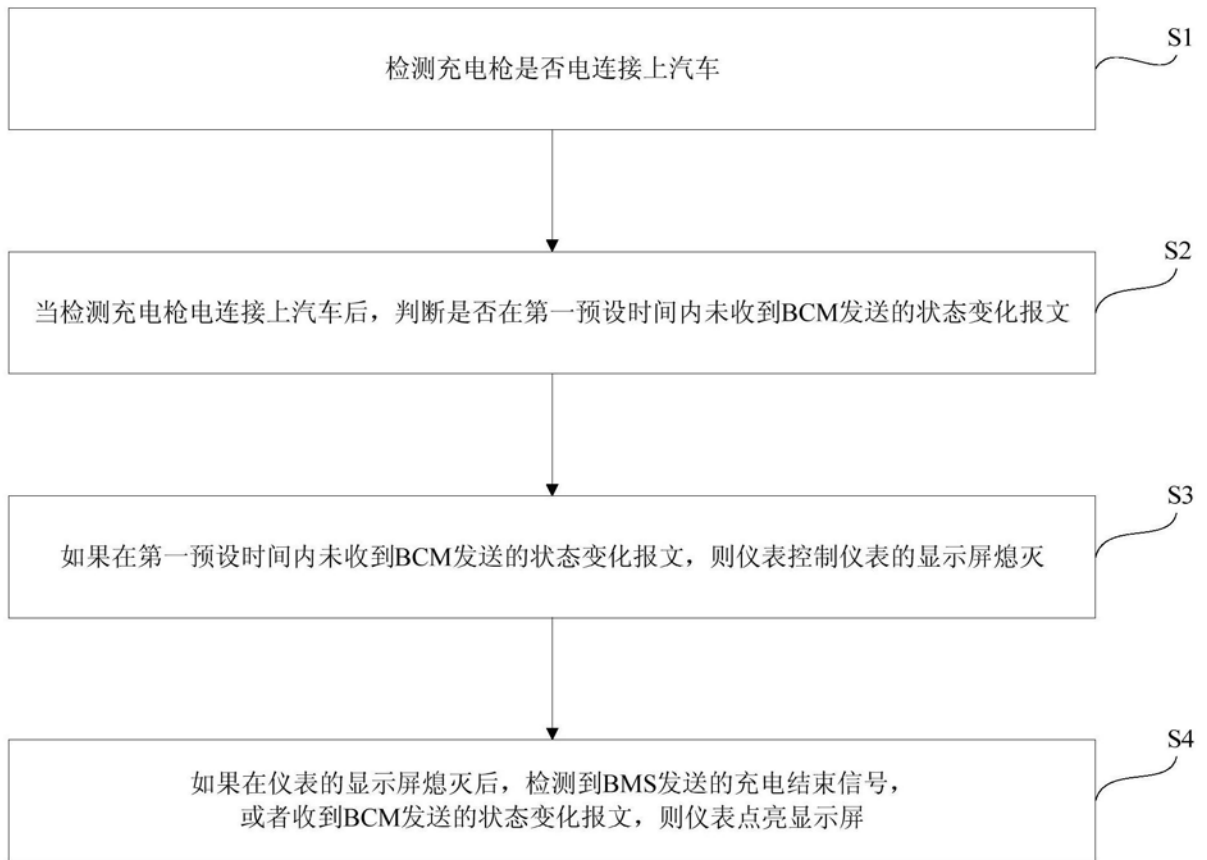 检测充电枪是否电连接上汽车
S1
当检测充电枪电连接上汽车后，判断是否在第一预设时间内未收到BCM发送的状态变化报文
S2
如果在第一预设时间内未收到BCM发送的状态变化报文，则仪表控制仪表的显示屏熄灭
S3
如果在仪表的显示屏熄灭后，检测到BMS发送的充电结束信号，
或者收到BCM发送的状态变化报文，则仪表点亮显示屏
S4